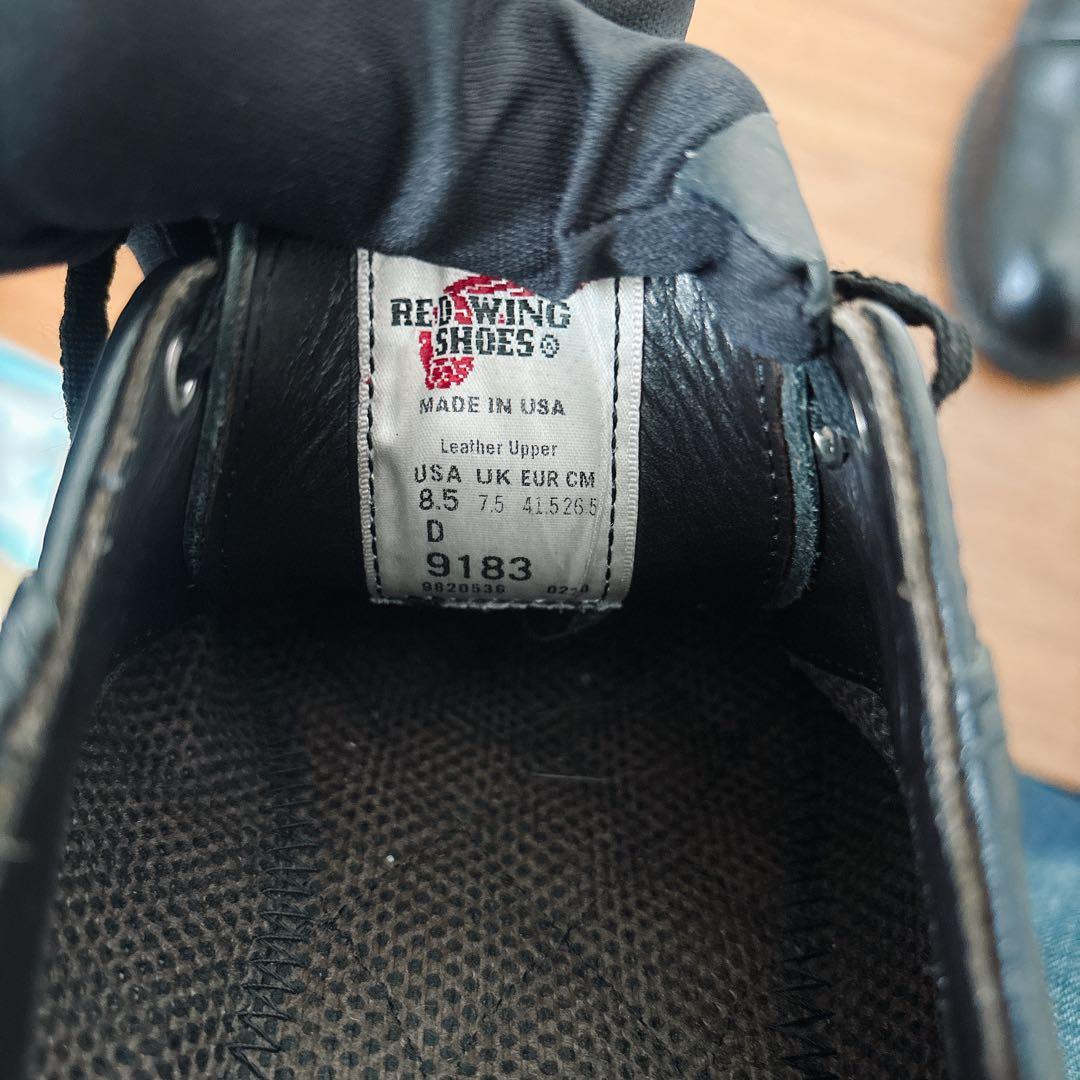 RED WING
SHOES
MADE IN USA
Leather Upper
USA UK EUR CM
8.5 7.5 41.5 26.5
D
9183
9820536